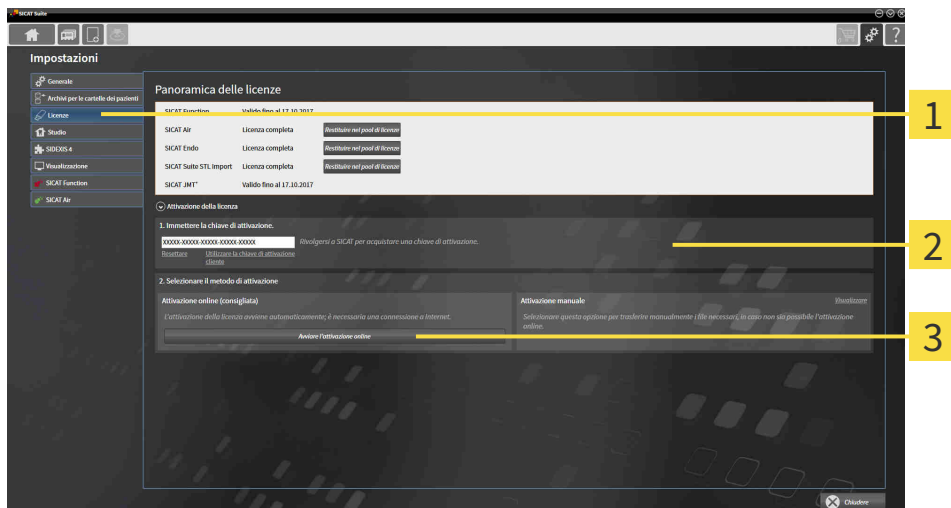 SICAT Suite
?
Impostazioni
Generale
Archivi per le cartelle dei pazienti
Licenze
Studio
SIDEXIS 4
Visualizzazione
SICAT Function
SICAT Air
Panoramica delle licenze
SICAT Function Valido fino al 17.10.2017
SICAT Air Licenza completa Restituire nel pool di licenze
SICAT Endo Licenza completa Restituire nel pool di licenze
SICAT Suite STL Import Licenza completa Restituire nel pool di licenze
SICAT JMT+ Valido fino al 17.10.2017
Attivazione della licenza
1. Immettere la chiave di attivazione.
XXXXX-XXXXX-XXXXX-XXXXX-XXXXX Rivolgersi a SICAT per acquistare una chiave di attivazione.
Resettare Utilizzare la chiave di attivazione
cliente
2. Selezionare il metodo di attivazione
Attivazione online (consigliata)
L'attivazione della licenza avviene automaticamente; è necessaria una connessione a Internet.
Avviare l'attivazione online
Attivazione manuale Visualizzare
Selezionare questa opzione per trasferire manualmente i file necessari, in caso non sia possibile l'attivazione
online.
Chiudere
1
2
3